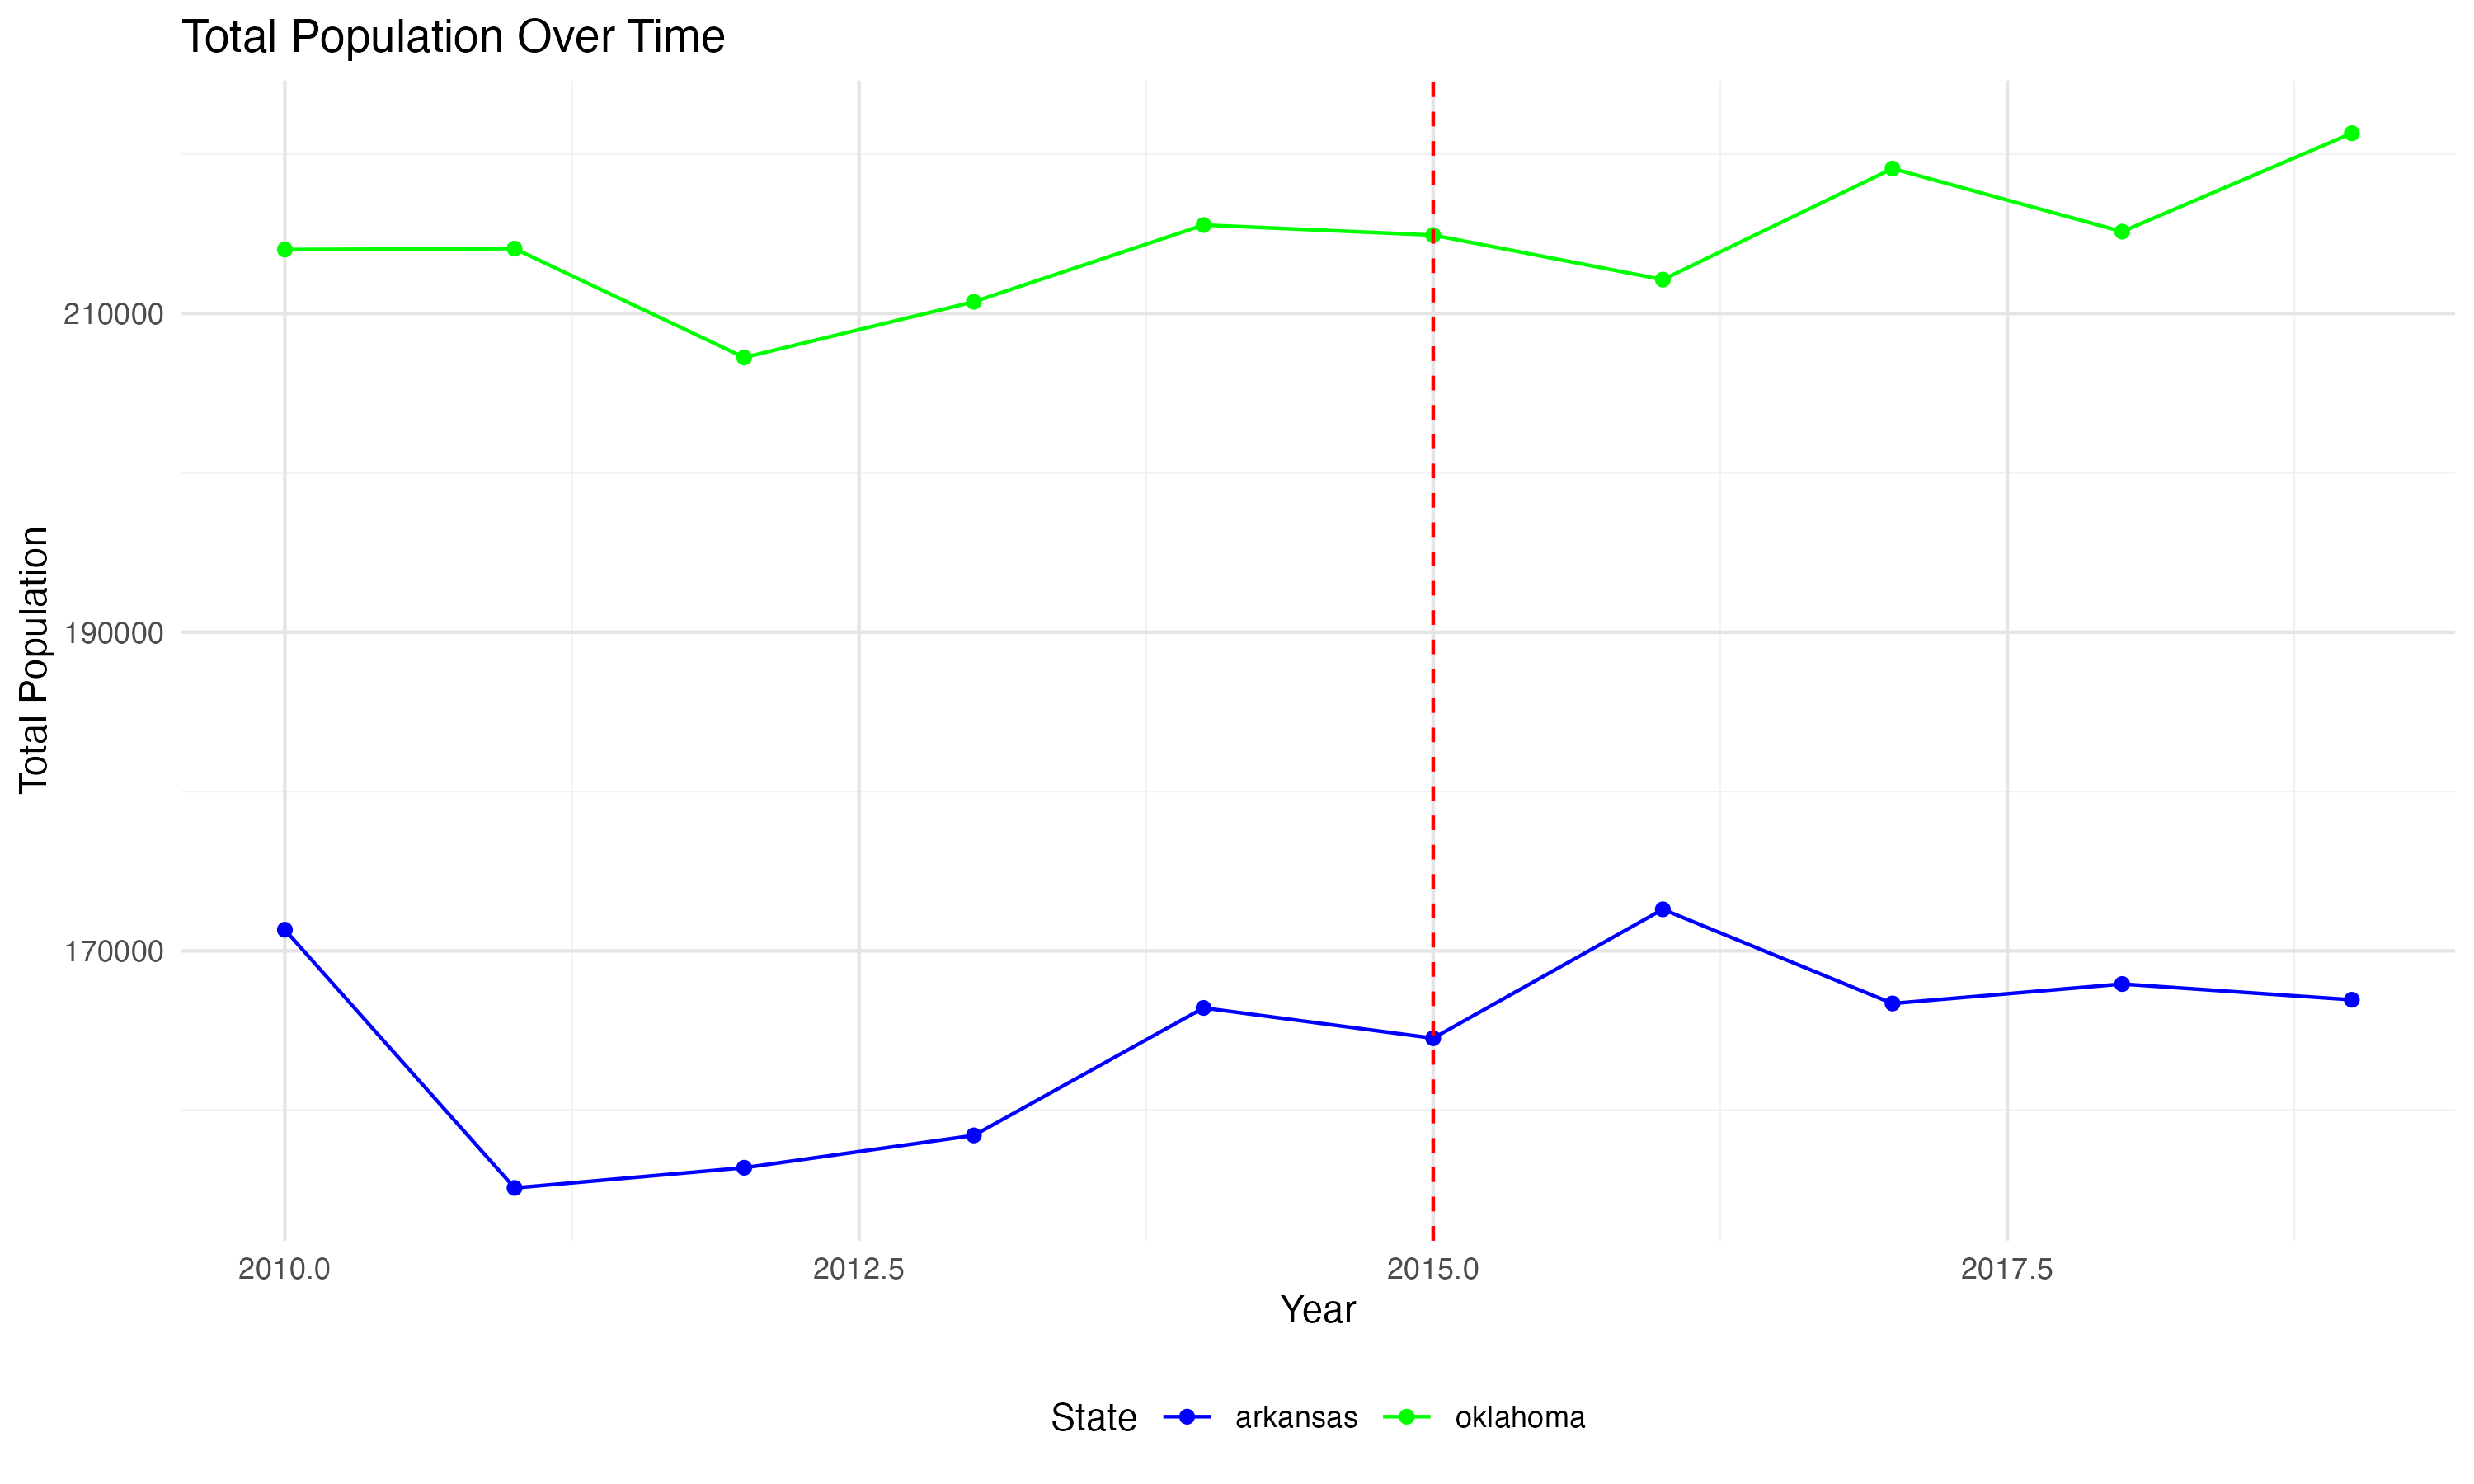 Total Population Over Time
Total Population
210000
190000
170000
2010.0 2012.5 2015.0 2017.5
Year
State arkansas oklahoma